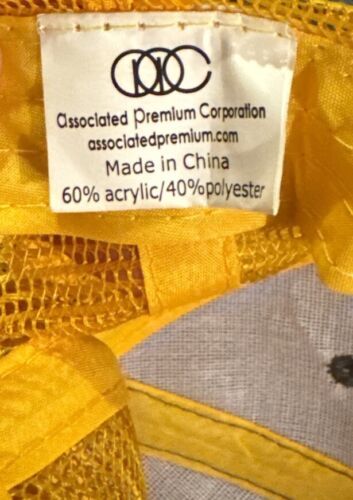 associated Premium Corporation
associatedpremium.com
Made in China
60% acrylic/40%polyester